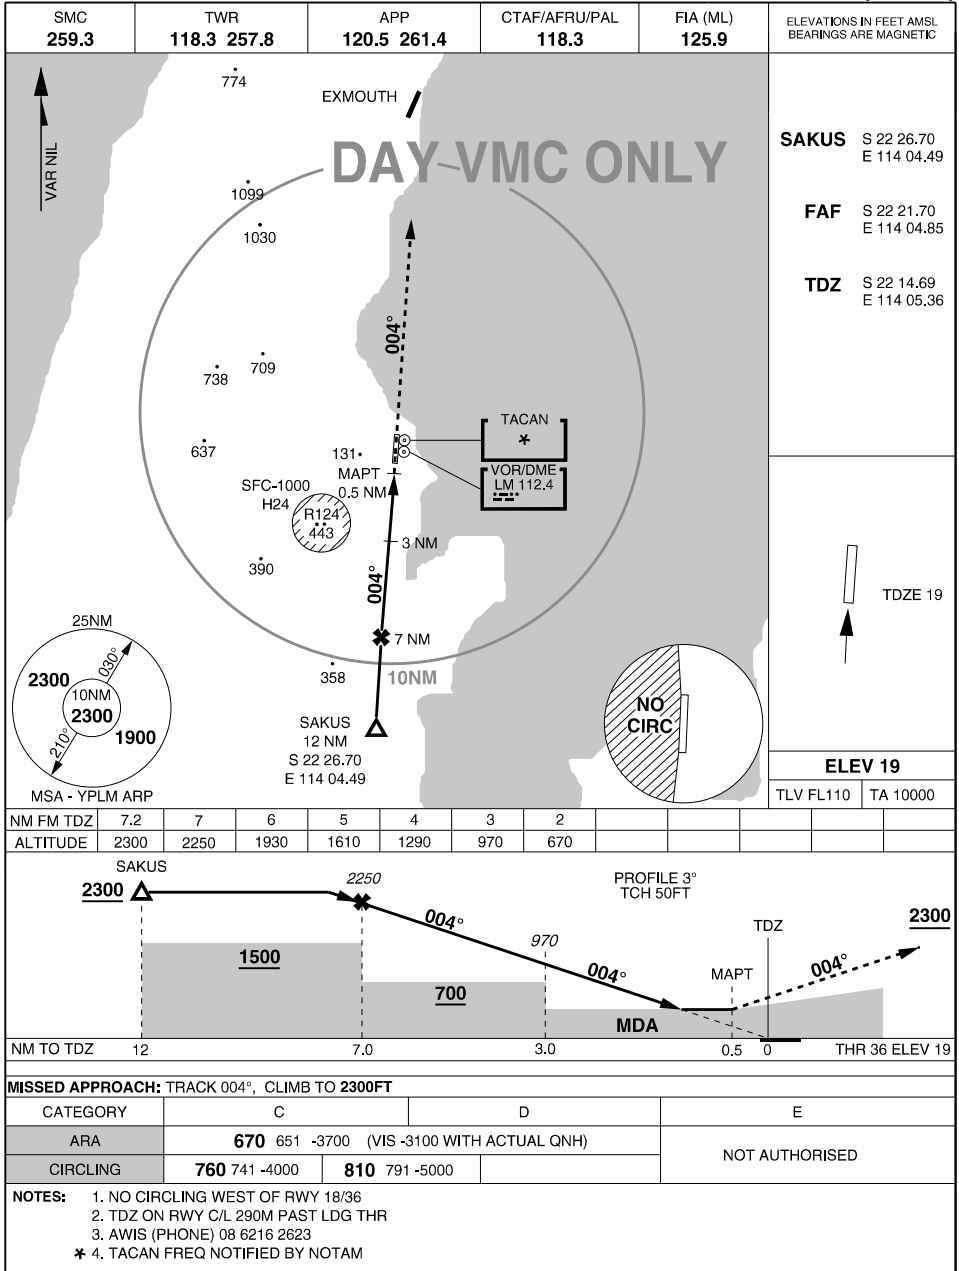 SMC
259.3
TWR
118.3 257.8
APP
120.5 261.4
CTAF/AFRU/PAL
118.3
FIA (ML)
125.9
ELEVATIONS IN FEET AMSL
BEARINGS ARE MAGNETIC
VAR NIL
774
EXMOUTH
DAY VMC ONLY
1099
1030
004°
709
738
637
131
MAPT
0.5 NM
TACAN
*
VOR/DME
LM 112.4
SFC-1000
H24
R124
443
3 NM
390
004°
7 NM
358
10NM
SAKUS
12 NM
S 22 26.70
E 114 04.49
25NM
2300
030°
10NM
2300
1900
210°
MSA - YPLM ARP
NO
CIRC
SAKUS S 22 26.70
E 114 04.49
FAF S 22 21.70
E 114 04.85
TDZ S 22 14.69
E 114 05.36
TDZE 19
ELEV 19
TLV FL110 TA 10000
NM FM TDZ 7.2 7 6 5 4 3 2
ALTITUDE 2300 2250 1930 1610 1290 970 670
SAKUS
2300
2250
PROFILE 3°
TCH 50FT
004°
970
TDZ
2300
1500
004°
MAPT
004°
700
MDA
NM TO TDZ 12 7.0 3.0 0.5 0 THR 36 ELEV 19
MISSED APPROACH: TRACK 004°, CLIMB TO 2300FT
CATEGORY C D E
ARA 670 651 -3700 (VIS -3100 WITH ACTUAL QNH)
NOT AUTHORISED
CIRCLING 760 741 -4000 810 791 -5000
NOTES: 1. NO CIRCLING WEST OF RWY 18/36
2. TDZ ON RWY C/L 290M PAST LDG THR
3. AWIS (PHONE) 08 6216 2623
* 4. TACAN FREQ NOTIFIED BY NOTAM